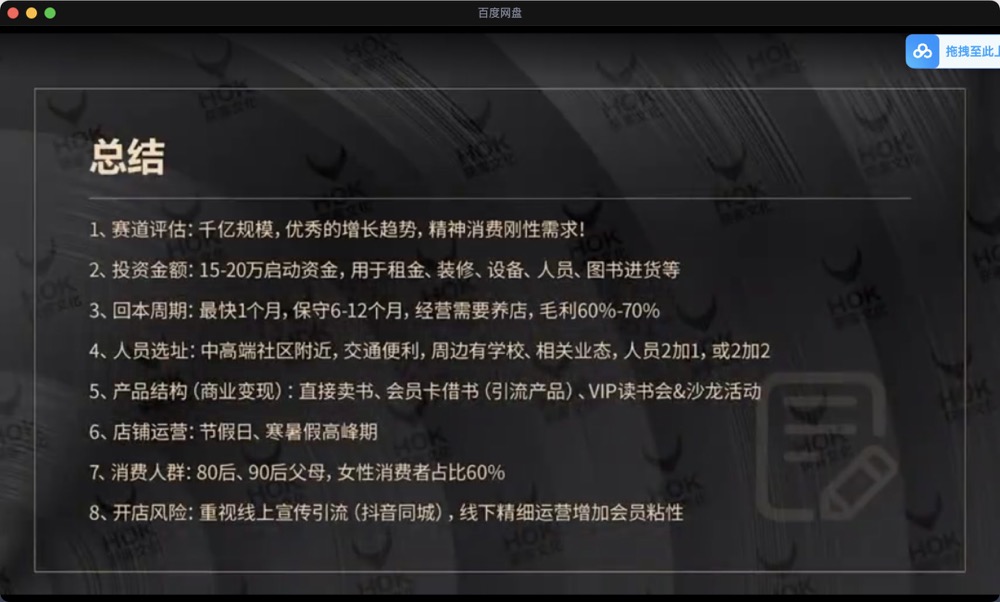 百度网盘
拖拽至此上
总结
1、赛道评估：千亿规模，优秀的增长趋势，精神消费刚性需求！
2、投资金额：15-20万启动资金，用于租金、装修、设备、人员、图书进货等
3、回本周期：最快1个月，保守6-12个月，经营需要养店，毛利60%-70%
4、人员选址：中高端社区附近，交通便利，周边有学校、相关业态，人员2加1，或2加2
5、产品结构（商业变现）：直接卖书、会员卡借书（引流产品）、VIP读书会&沙龙活动
6、店铺运营：节假日、寒暑假高峰期
7、消费人群：80后、90后父母，女性消费者占比60%
8、开店风险：重视线上宣传引流（抖音同城），线下精细运营增加会员粘性
HOK